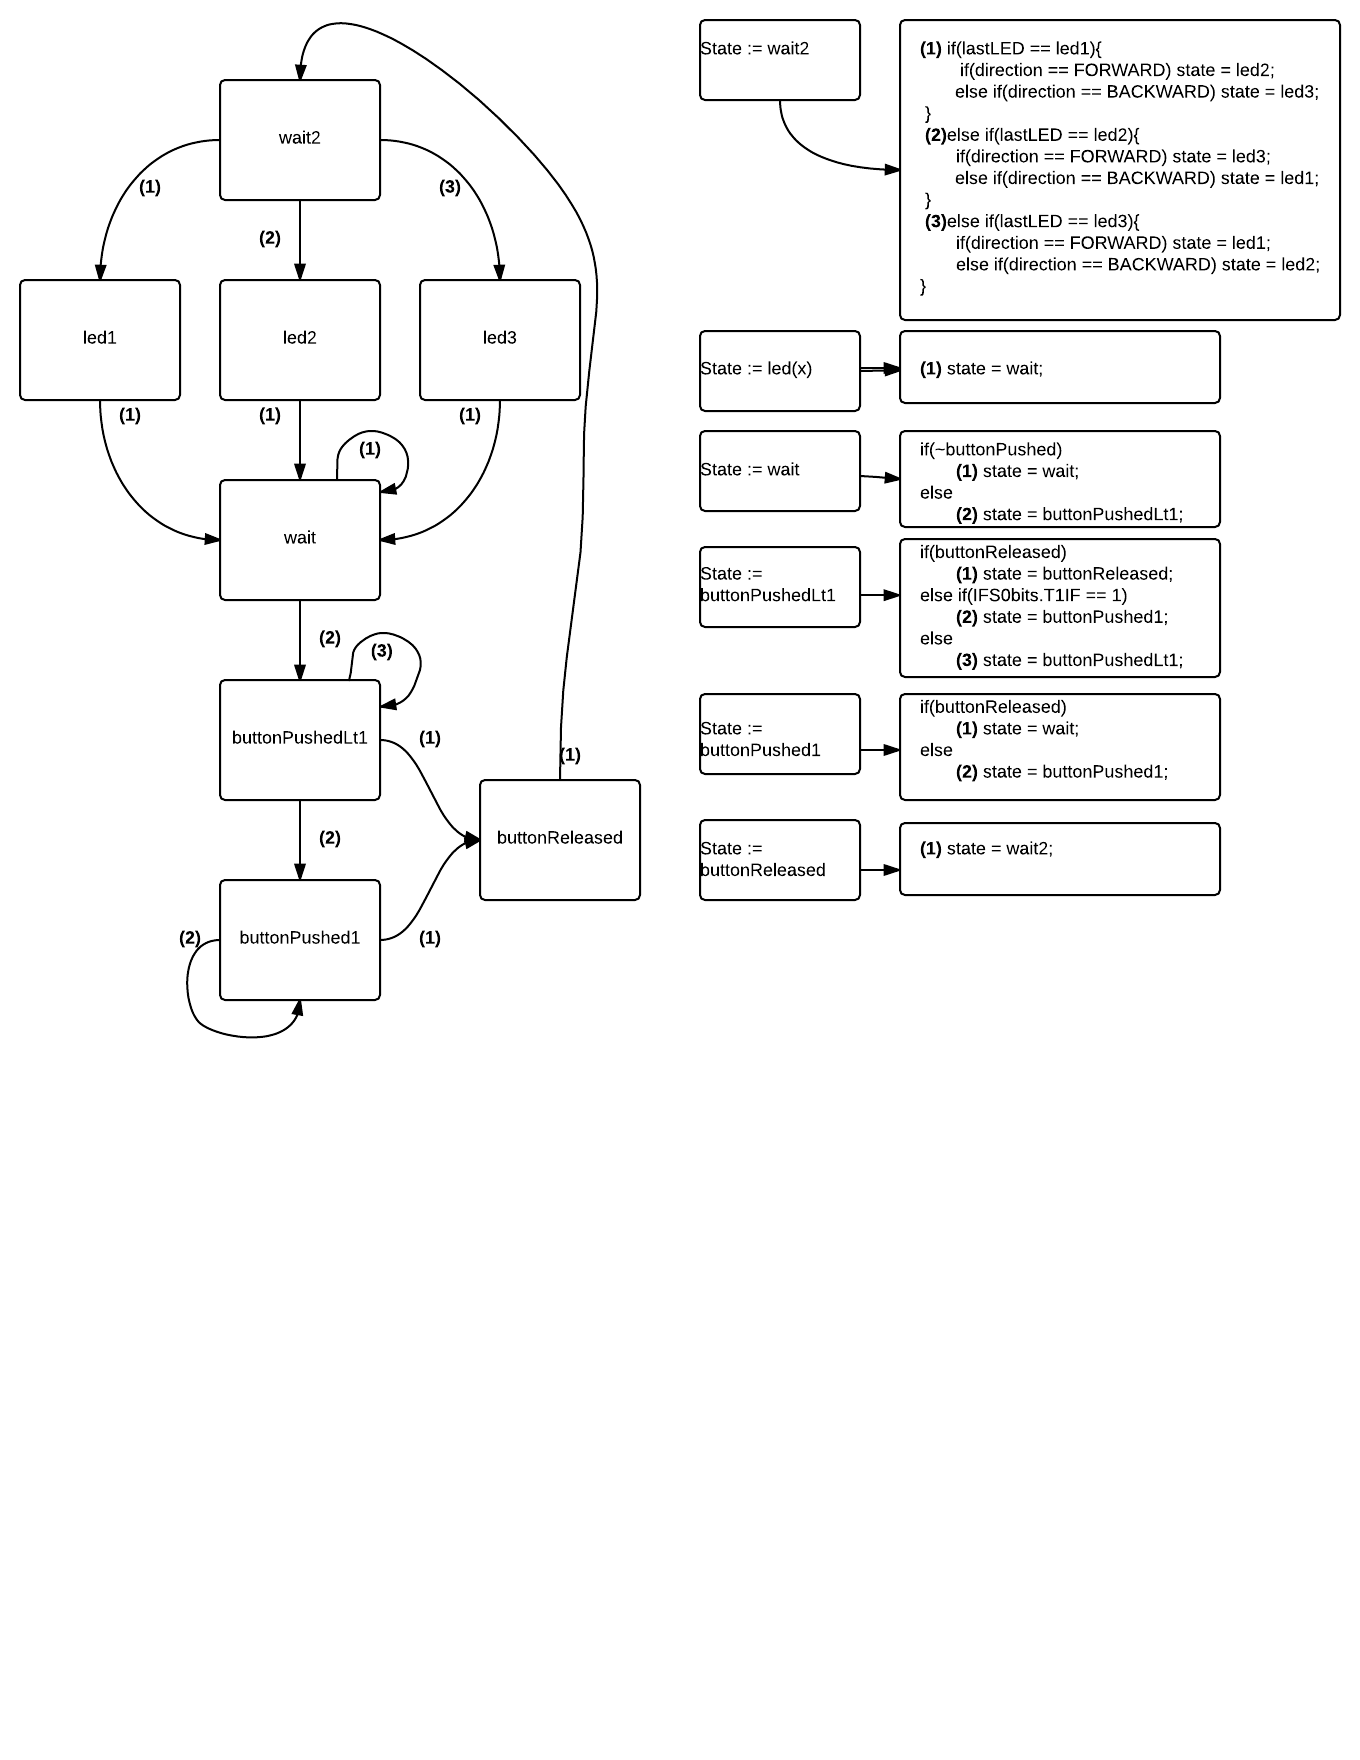 wait2
(1)
(3)
(2)
led1
led2
led3
(1)
(1)
(1)
(1)
wait
(2)
(3)
buttonPushedLt1
(1)
(1)
buttonReleased
(2)
(2)
buttonPushed1
(1)
State := wait2
(1) if(lastLED == led1){
if(direction == FORWARD) state = led2;
else if(direction == BACKWARD) state = led3;
}
(2)else if(lastLED == led2){
if(direction == FORWARD) state = led3;
else if(direction == BACKWARD) state = led1;
}
(3)else if(lastLED == led3){
if(direction == FORWARD) state = led1;
else if(direction == BACKWARD) state = led2;
}
State := led(x)
(1) state = wait;
State := wait
if(~buttonPushed)
(1) state = wait;
else
(2) state = buttonPushedLt1;
State :=
buttonPushedLt1
if(buttonReleased)
(1) state = buttonReleased;
else if(IFS0bits.T1IF == 1)
(2) state = buttonPushed1;
else
(3) state = buttonPushedLt1;
State :=
buttonPushed1
if(buttonReleased)
(1) state = wait;
else
(2) state = buttonPushed1;
State :=
buttonReleased
(1) state = wait2;